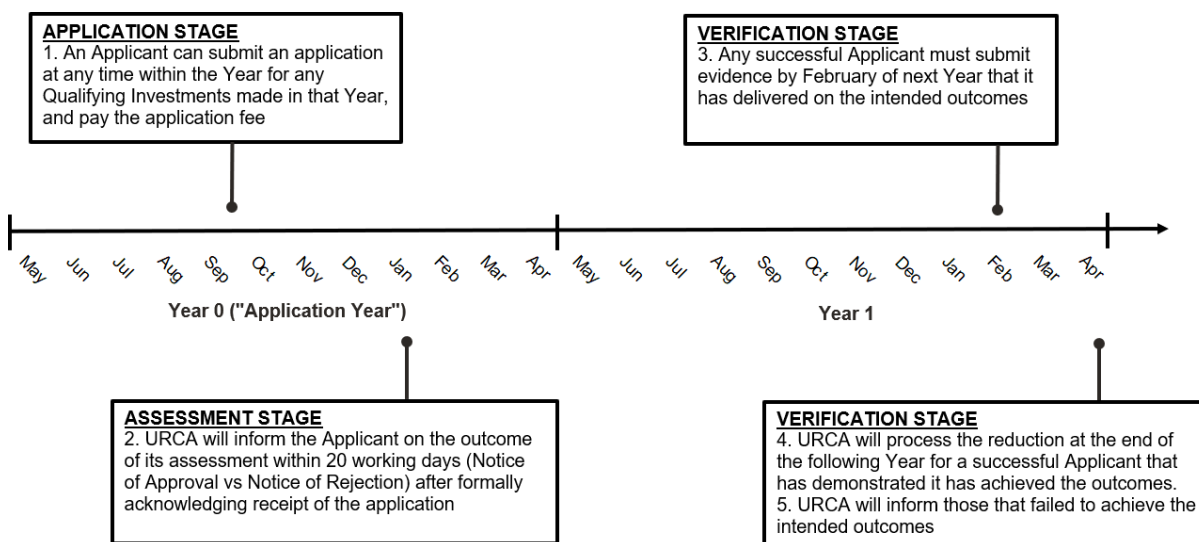 APPLICATION STAGE
1. An Applicant can submit an application
at any time within the Year for any
Qualifying Investments made in that Year,
and pay the application fee
VERIFICATION STAGE
3. Any successful Applicant must submit
evidence by February of next Year that it
has delivered on the intended outcomes
May Jun Jul Aug Sep Oct Nov Dec Jan Feb Mar Apr May Jun Jul Aug Sep Oct Nov Dec Jan Feb Mar Apr
Year 0 ("Application Year")
Year 1
ASSESSMENT STAGE
2. URCA will inform the Applicant on the outcome
of its assessment within 20 working days (Notice
of Approval vs Notice of Rejection) after formally
acknowledging receipt of the application
VERIFICATION STAGE
4. URCA will process the reduction at the end of
the following Year for a successful Applicant that
has demonstrated it has achieved the outcomes.
5. URCA will inform those that failed to achieve the
intended outcomes